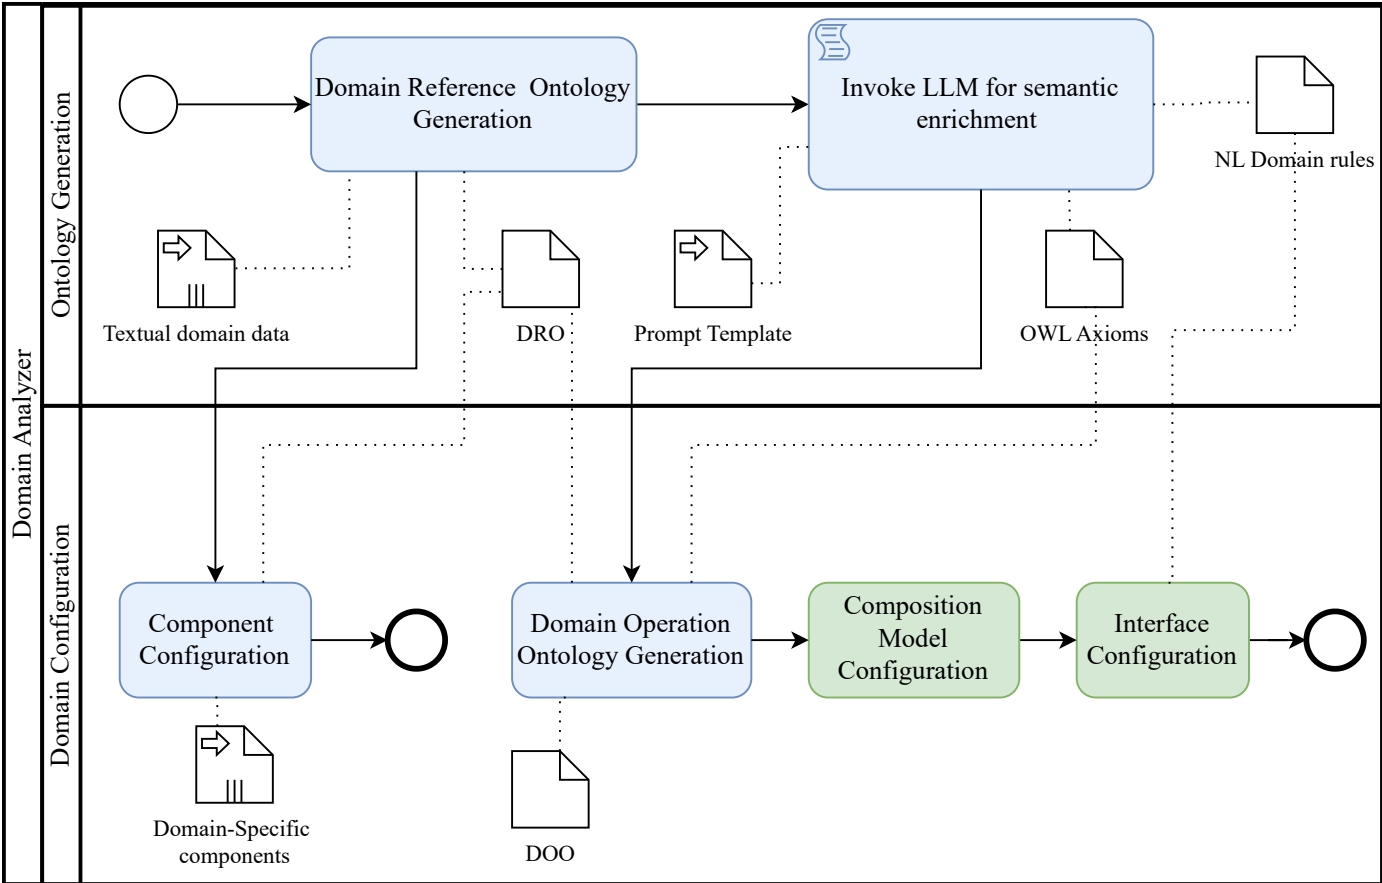 Domain Analyzer
Ontology Generation
Domain Reference Ontology
Generation
Invoke LLM for semantic
enrichment
NL Domain rules
Textual domain data
DRO
Prompt Template
OWL Axioms
Domain Configuration
Component
Configuration
Domain Operation
Ontology Generation
Composition
Model
Configuration
Interface
Configuration
Domain-Specific
components
DOO